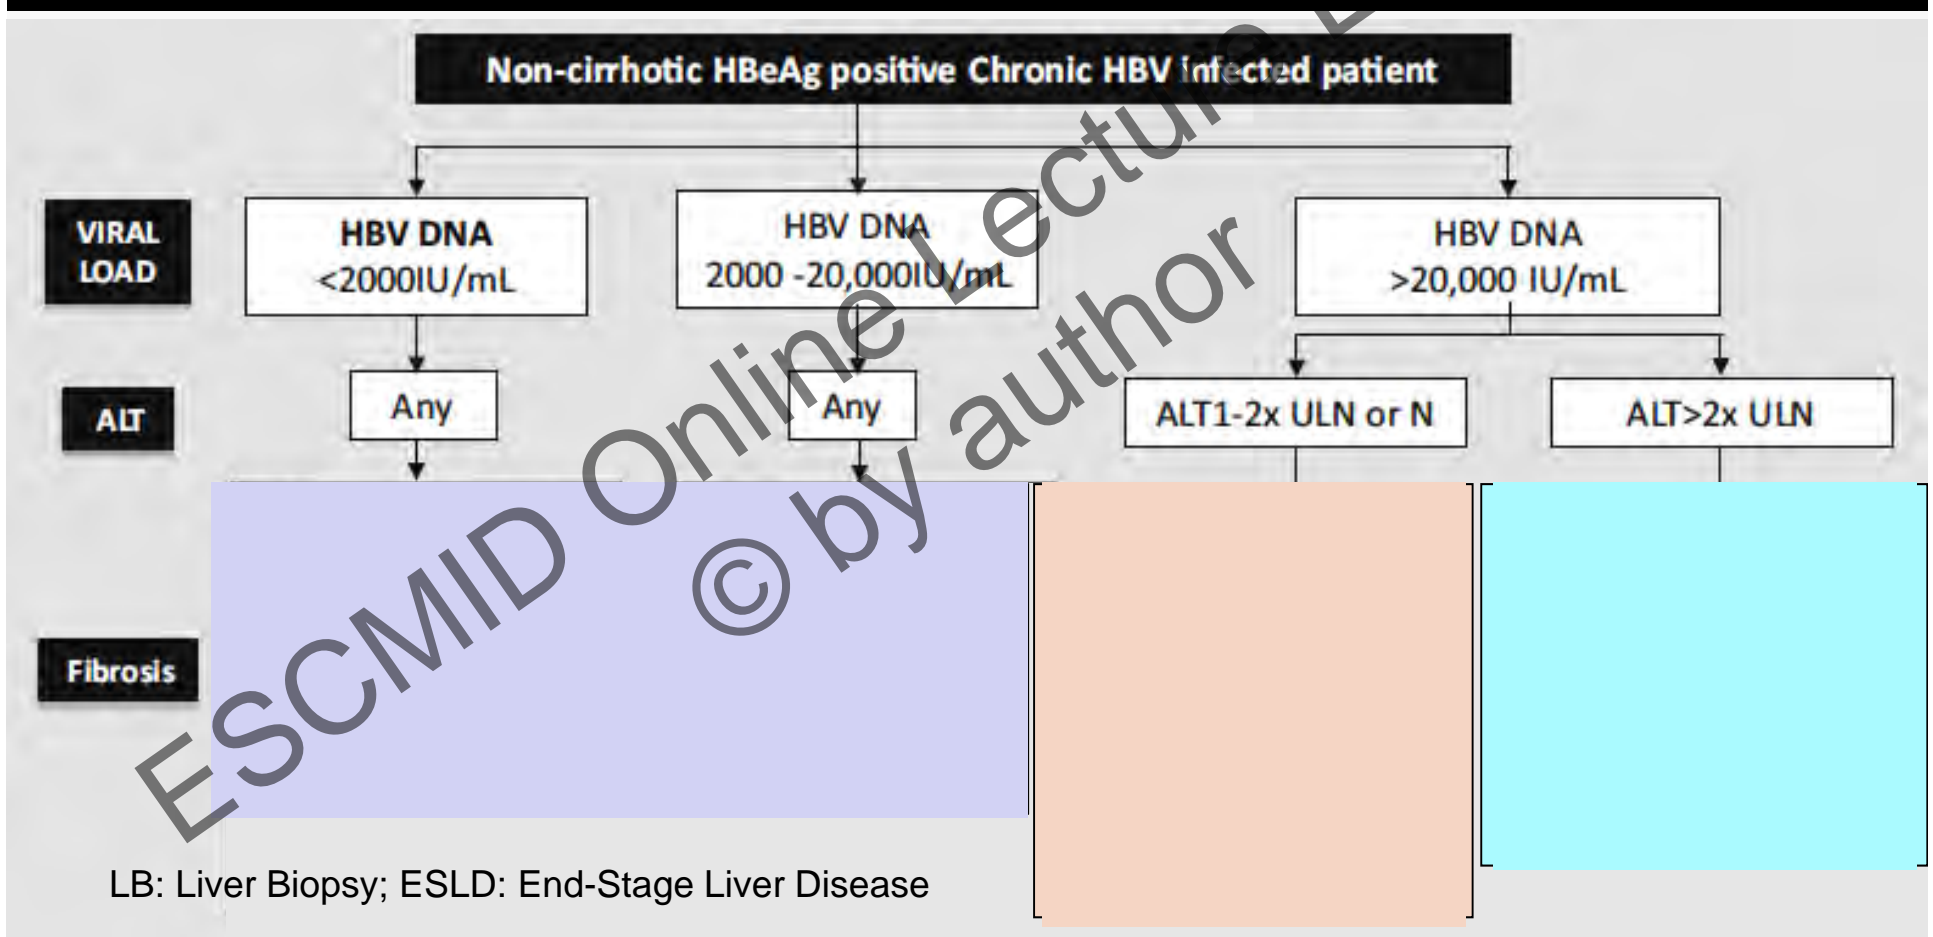 Non-cirrhotic HBeAg positive Chronic HBV infected patient
VIRAL
LOAD
HBV DNA
<2000IU/mL
HBV DNA
2000 -20,000IU/mL
HBV DNA
>20,000 IU/mL
ALT
Any
Any
ALT1-2x ULN or N
ALT>2x ULN
Fibrosis
LB: Liver Biopsy; ESLD: End-Stage Liver Disease
ESCMID Online Lecture
© by author